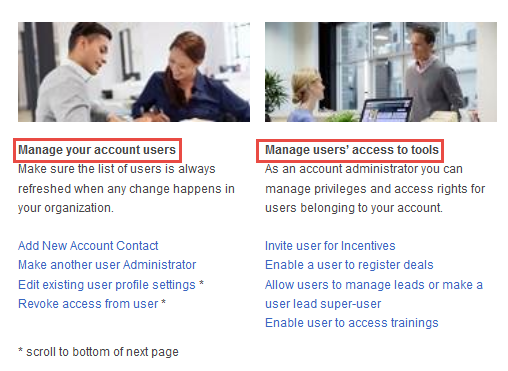 Manage your account users
Make sure the list of users is always
refreshed when any change happens in
your organization.
Add New Account Contact
Make another user Administrator
Edit existing user profile settings *
Revoke access from user *
* scroll to bottom of next page
Manage users' access to tools
As an account administrator you can
manage privileges and access rights for
users belonging to your account.
Invite user for Incentives
Enable a user to register deals
Allow users to manage leads or make a
user lead super-user
Enable user to access trainings